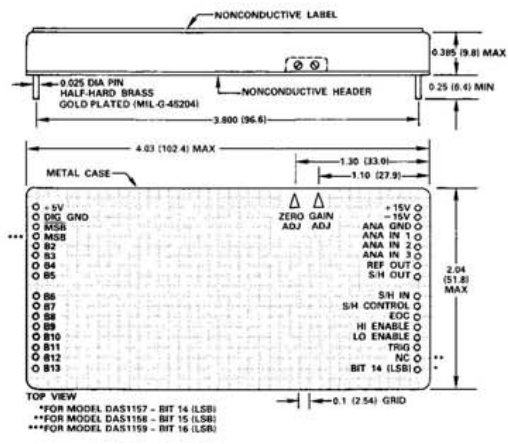 NONCONDUCTIVE LABEL
0.385 (9.8) MAX
0.025 DIA PIN
HALF-HARD BRASS
GOLD PLATED (MIL-G-45204)
NONCONDUCTIVE HEADER
0.25 (6.4) MIN
3.800 (96.6)
4.03 (102.4) MAX
1.30 (33.0)
METAL CASE
1.10 (27.9)
+5V
DIG GND
*** MSB
MSB
B2
B3
B4
B5
B6
B7
B8
B9
B10
B11
B12
B13
ZERO ADJ
GAIN ADJ
+15V
-15V
ANA GND
ANA IN 1
ANA IN 2
ANA IN 3
REF OUT
S/H OUT
S/H IN
S/H CONTROL
EOC
HI ENABLE
LO ENABLE
TRIG
NC **
BIT 14 (LSB) *
2.04
(51.8)
MAX
TOP VIEW
0.1 (2.54) GRID
*FOR MODEL DAS1157 - BIT 14 (LSB)
**FOR MODEL DAS1158 - BIT 15 (LSB)
***FOR MODEL DAS1159 - BIT 16 (LSB)